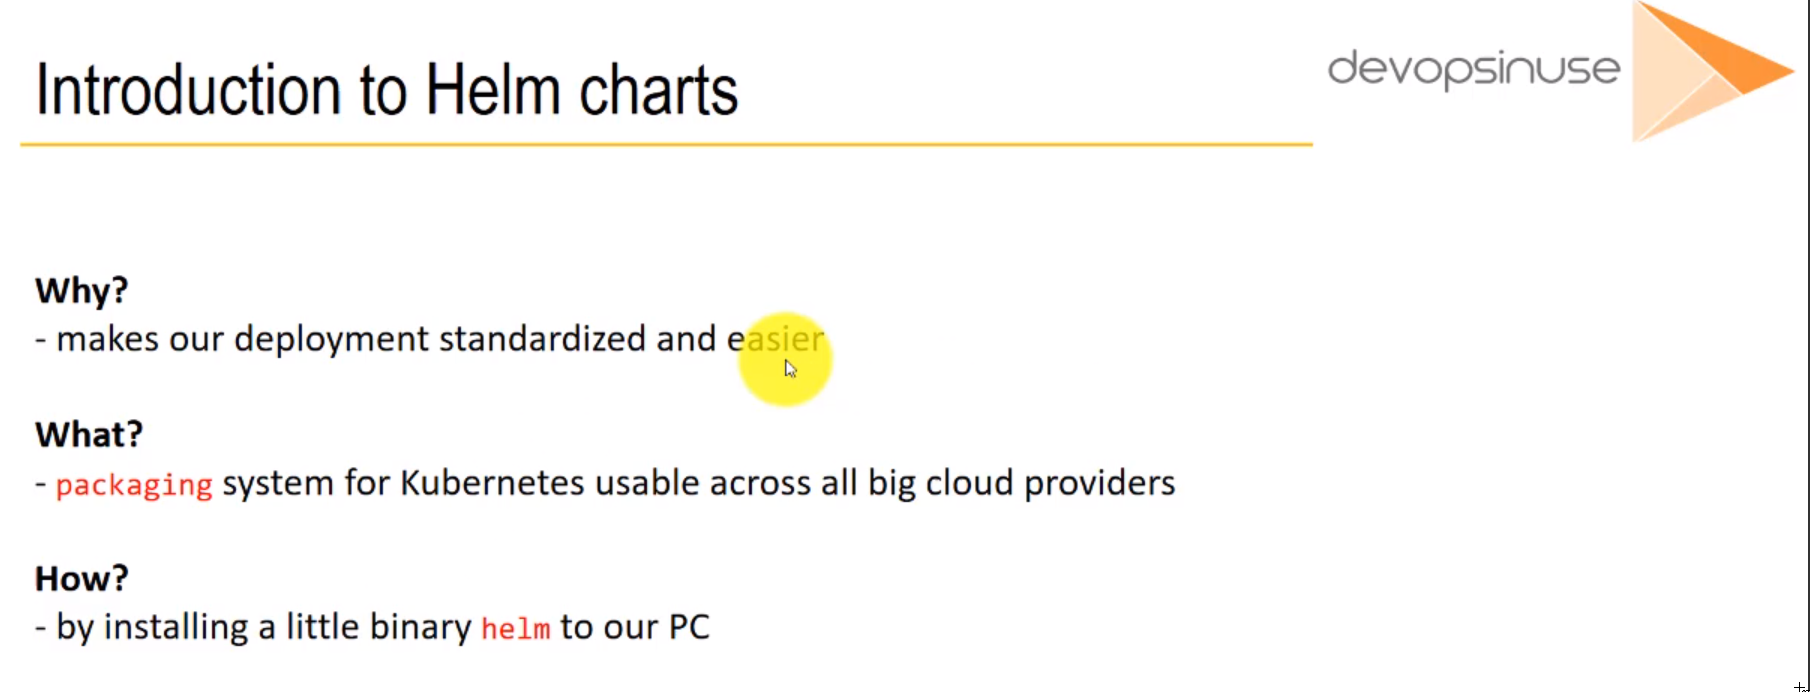 Introduction to Helm charts
devopsinuse
Why?
- makes our deployment standardized and easier
What?
- packaging system for Kubernetes usable across all big cloud providers
How?
- by installing a little binary helm to our PC